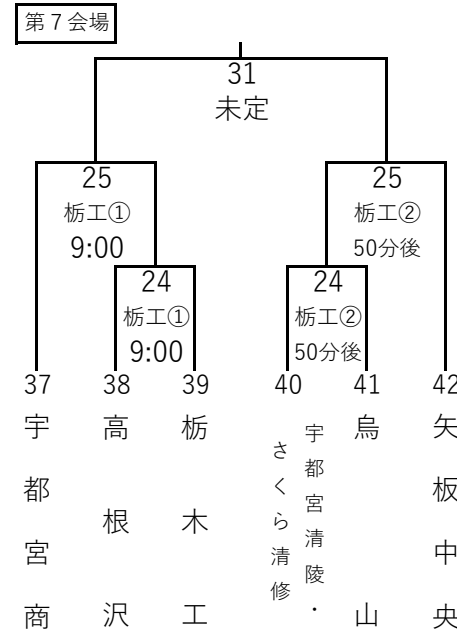 第７会場
31
未定
25
栃工①
9:00
25
栃工②
50分後
24
栃工①
9:00
24
栃工②
50分後
37
38
39
40
41
42
宇都宮商
高根沢
栃木工
宇都宮清陵・
さくら清修
烏山
矢板中央